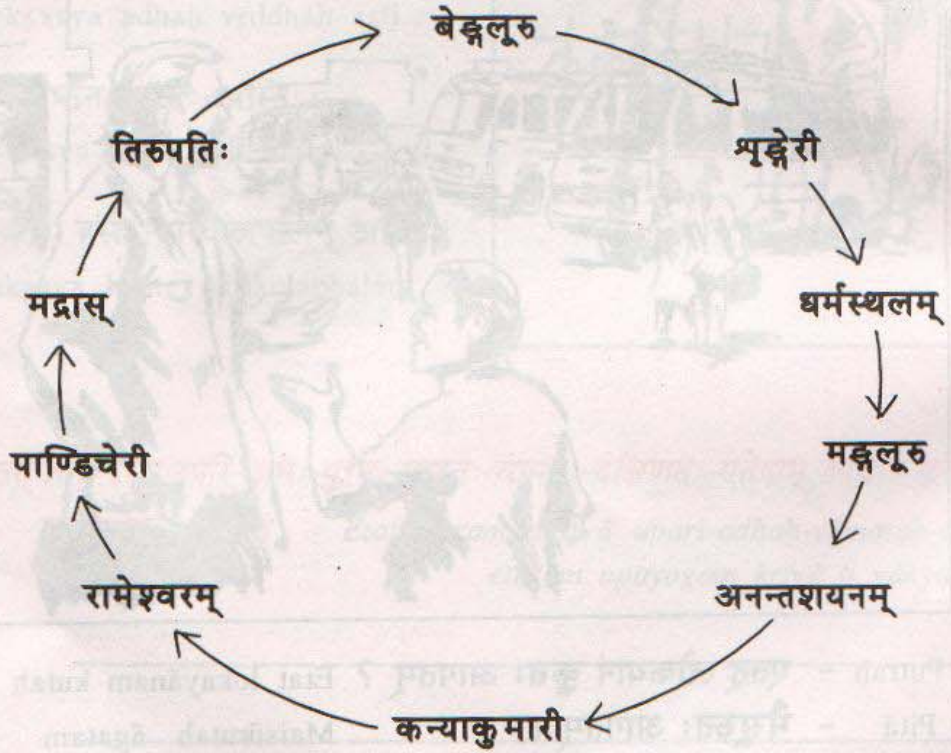 बेङ्गलूरु
शृङ्गेरी
धर्मस्थलम्
मङ्गलूरु
अनन्तशयनम्
कन्याकुमारी
रामेश्वरम्
पाण्डिचेरी
मद्रास्
तिरुपतिः